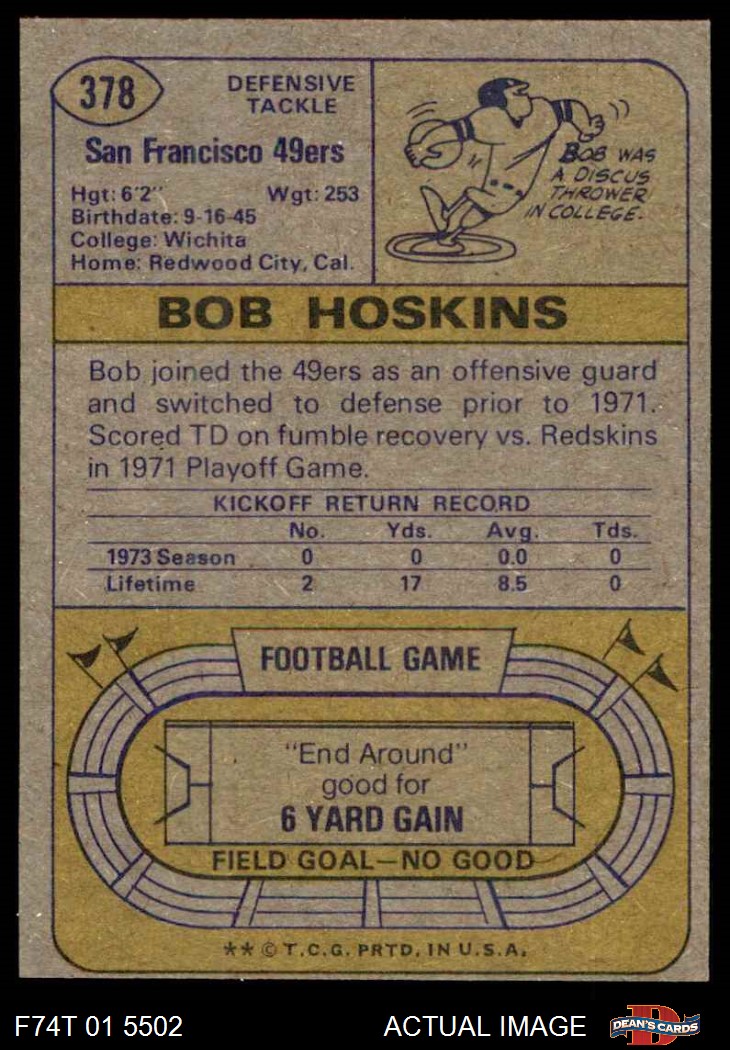 378
DEFENSIVE
TACKLE
San Francisco 49ers
Hgt: 6'2" Wgt: 253
Birthdate: 9-16-45
College: Wichita
Home: Redwood City, Cal.
BOB WAS
A DISCUS
THROWER
IN COLLEGE.
BOB HOSKINS
Bob joined the 49ers as an offensive guard
and switched to defense prior to 1971.
Scored TD on fumble recovery vs. Redskins
in 1971 Playoff Game.
KICKOFF RETURN RECORD
No. Yds. Avg. Tds.
1973 Season 0 0 0.0 0
Lifetime 2 17 8.5 0
FOOTBALL GAME
"End Around"
good for
6 YARD GAIN
FIELD GOAL—NO GOOD
** © T.C.G. PRTD. IN U.S.A.
F74T 01 5502 ACTUAL IMAGE
D
DEAN'S CARDS